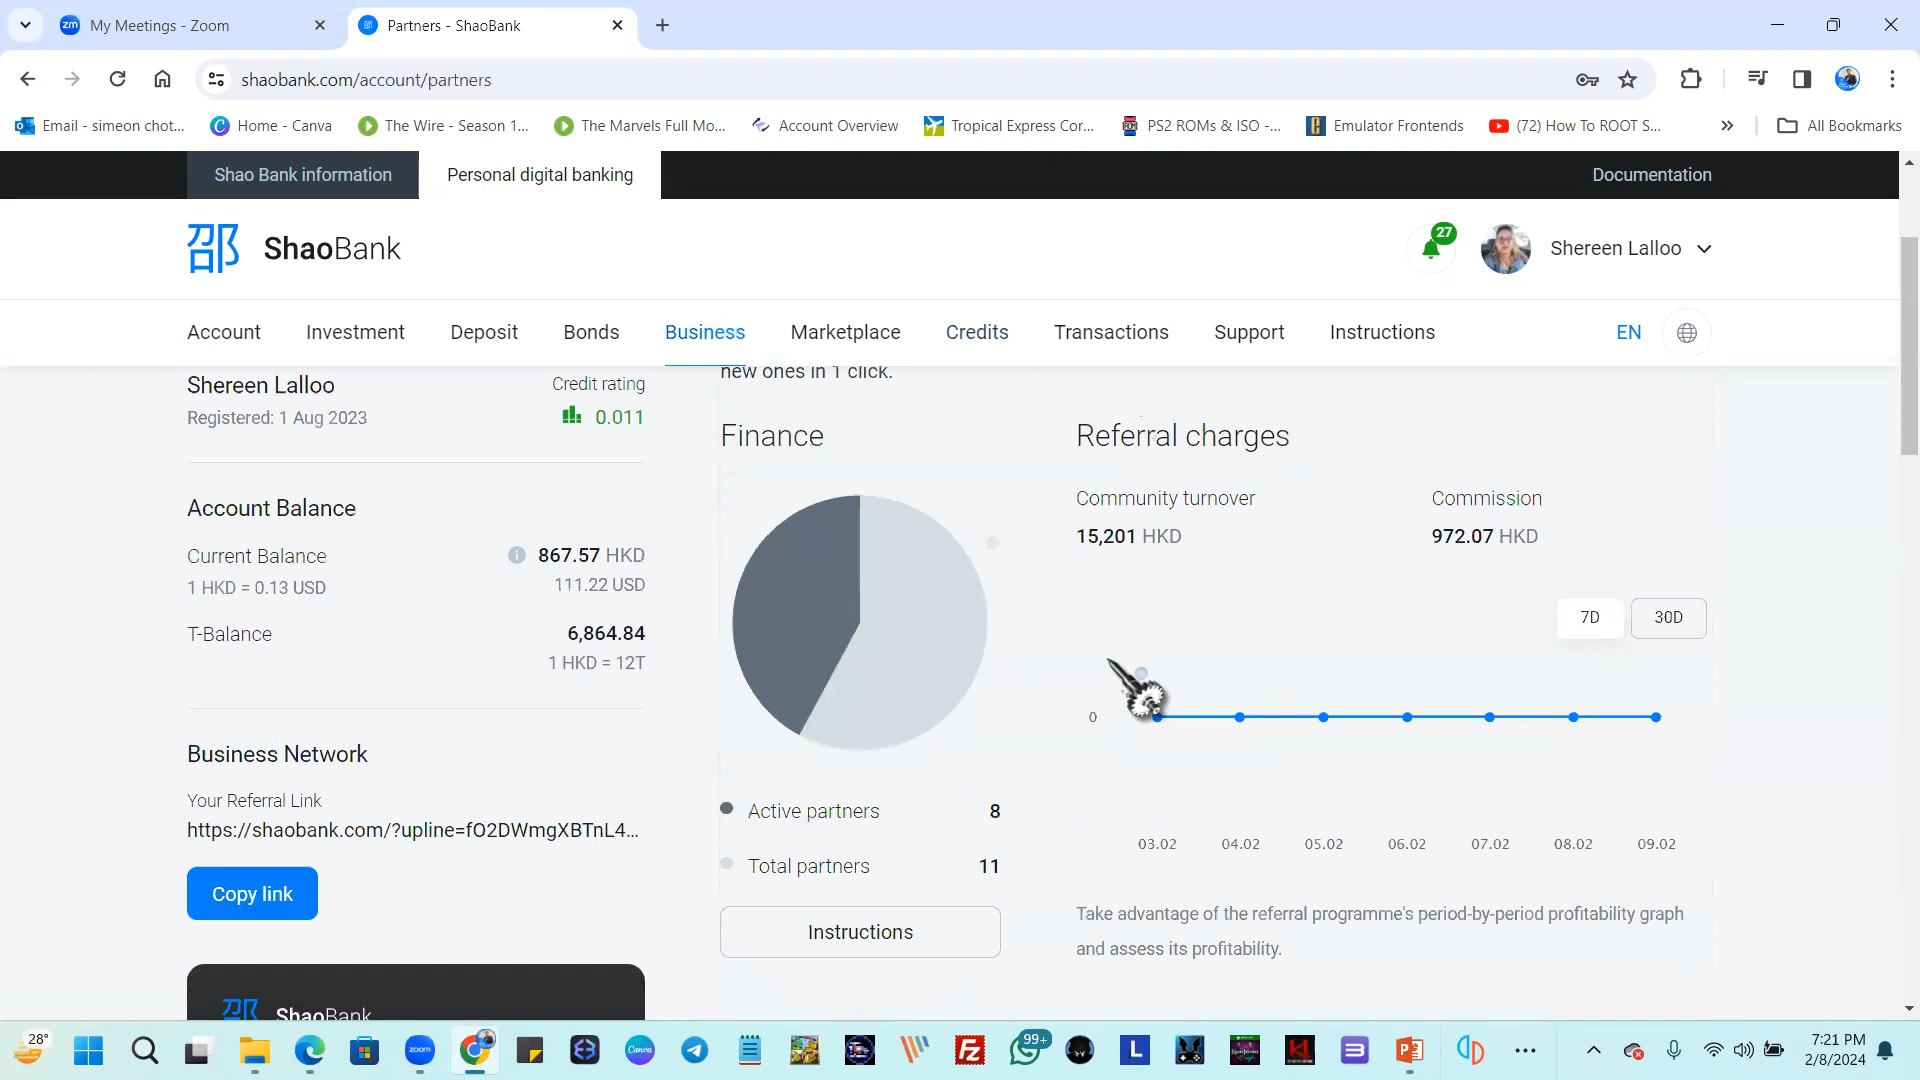 My Meetings - Zoom
Partners - ShaoBank
shaobank.com/account/partners
Email - simeon chot...
Home - Canva
The Wire - Season 1...
The Marvels Full Mo...
Account Overview
Tropical Express Cor...
PS2 ROMs & ISO -...
Emulator Frontends
(72) How To ROOT S...
All Bookmarks
Shao Bank information
Personal digital banking
Documentation
邵 ShaoBank
27
Shereen Lalloo
Account
Investment
Deposit
Bonds
Business
Marketplace
Credits
Transactions
Support
Instructions
EN
new ones in 1 click.
Shereen Lalloo
Registered: 1 Aug 2023
Credit rating
0.011
Account Balance
Current Balance
867.57 HKD
1 HKD = 0.13 USD
111.22 USD
T-Balance
6,864.84
1 HKD = 12T
Business Network
Your Referral Link
https://shaobank.com/?upline=fO2DWmgXBTnL4...
Copy link
邵 ShaoBank
Finance
Active partners 8
Total partners 11
Instructions
Referral charges
Community turnover
15,201 HKD
Commission
972.07 HKD
7D
30D
0
03.02
04.02
05.02
06.02
07.02
08.02
09.02
Take advantage of the referral programme's period-by-period profitability graph
and assess its profitability.
28°
zoom
Canva
99+
7:21 PM
2/8/2024